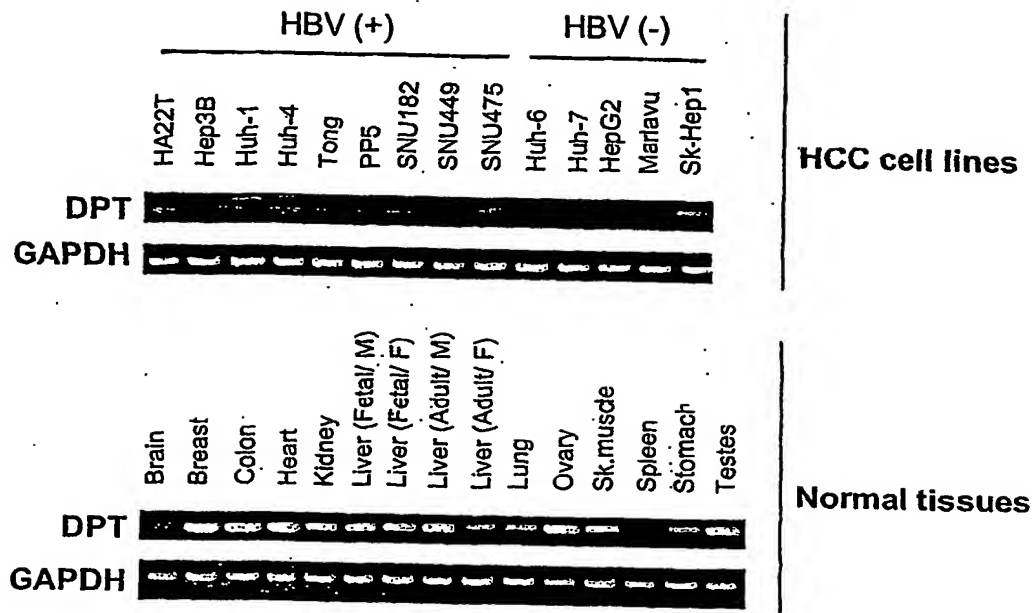 HBV (+) HBV (-)
HA22T Hep3B Huh-1 Huh-4 Tong PP5 SNU182 SNU449 SNU475 Huh-6 Huh-7 HepG2 Marlavu Sk-Hep1
HCC cell lines
DPT
GAPDH
Brain Breast Colon Heart Kidney Liver (Fetal/ M) Liver (Fetal/ F) Liver (Adult/ M) Liver (Adult/ F) Lung Ovary Sk.muscle Spleen Stomach Testes
Normal tissues
DPT
GAPDH